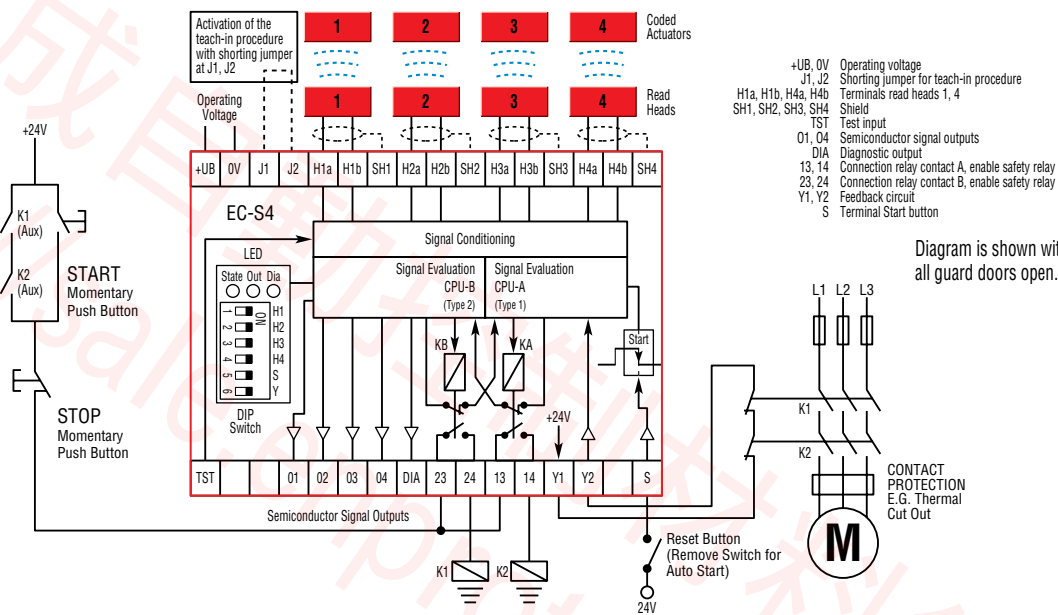 Activation of the
teach-in procedure
with shorting jumper
at J1, J2
1 2 3 4
Coded
Actuators
1 2 3 4
Read
Heads
Operating
Voltage
+24V
+UB 0V J1 J2 H1a H1b SH1 H2a H2b SH2 H3a H3b SH3 H4a H4b SH4
+UB, 0V Operating voltage
J1, J2 Shorting jumper for teach-in procedure
H1a, H1b, H4a, H4b Terminals read heads 1, 4
SH1, SH2, SH3, SH4 Shield
TST Test input
O1, O4 Semiconductor signal outputs
DIA Diagnostic output
13, 14 Connection relay contact A, enable safety relay
23, 24 Connection relay contact B, enable safety relay
Y1, Y2 Feedback circuit
S Terminal Start button
Diagram is shown wit
all guard doors open.
EC-S4
Signal Conditioning
Signal Evaluation
CPU-B
(Type 2)
Signal Evaluation
CPU-A
(Type 1)
LED
State Out Dia
ON
1 H1
2 H2
3 H3
4 H4
5 S
6 Y
DIP
Switch
KB
KA
Start
+24V
K1
(Aux)
K2
(Aux)
START
Momentary
Push Button
STOP
Momentary
Push Button
TST 01 02 03 04 DIA 23 24 13 14 Y1 Y2 S
Semiconductor Signal Outputs
K1
K2
Reset Button
(Remove Switch for
Auto Start)
24V
L1 L2 L3
K1
K2
CONTACT
PROTECTION
E.G. Thermal
Cut Out
M